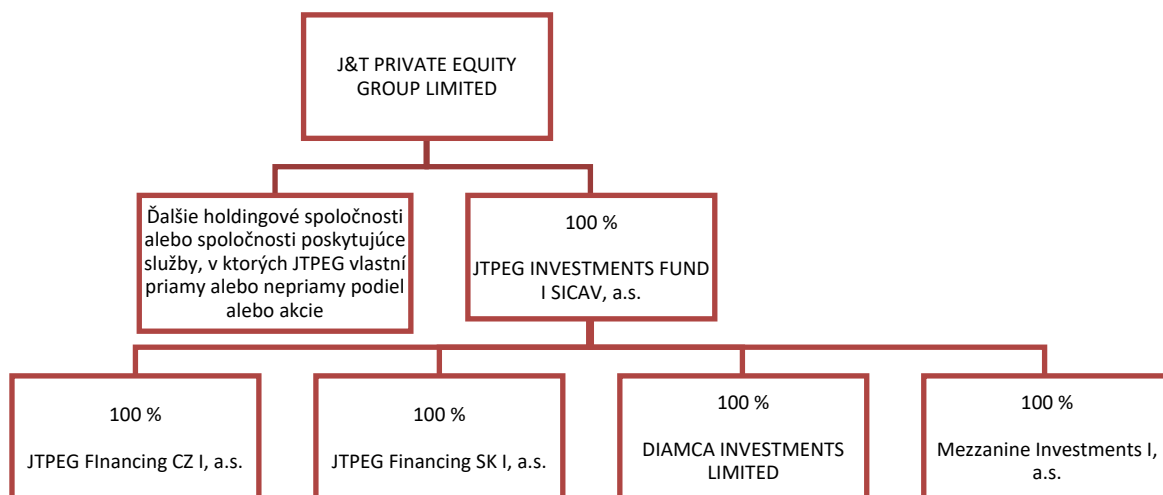 J&T PRIVATE EQUITY
GROUP LIMITED
Ďalšie holdingové spoločnosti
alebo spoločnosti poskytujúce
služby, v ktorých JTPEG vlastní
priamy alebo nepriamy podiel
alebo akcie
100 %
JTPEG INVESTMENTS FUND
I SICAV, a.s.
100 %
JTPEG FInancing CZ I, a.s.
100 %
JTPEG Financing SK I, a.s.
100 %
DIAMCA INVESTMENTS
LIMITED
100 %
Mezzanine Investments I,
a.s.